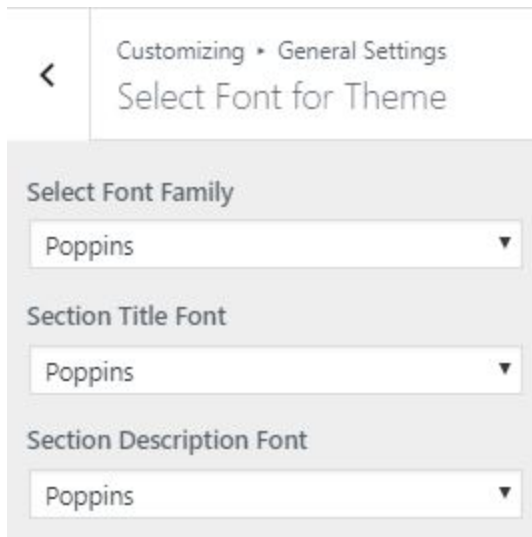 Customizing ▸ General Settings
Select Font for Theme
Select Font Family
Poppins
Section Title Font
Poppins
Section Description Font
Poppins